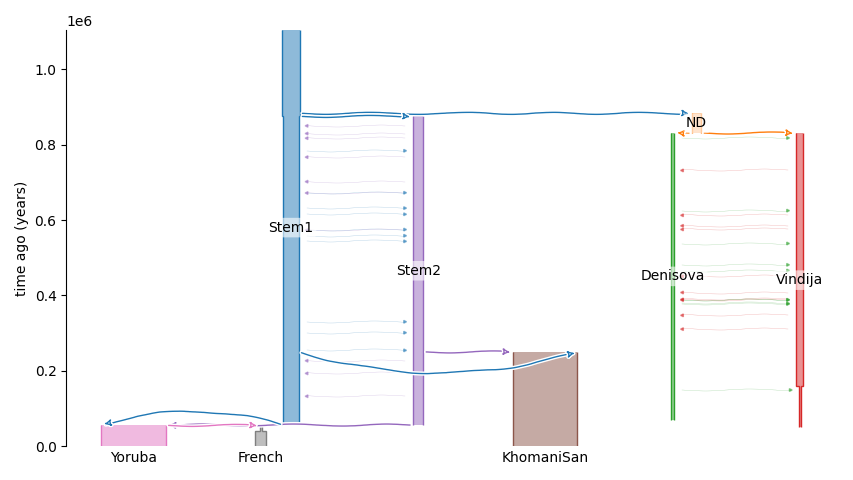 1e6
1.0
0.8
0.6
0.4
0.2
0.0
time ago (years)
ND
Stem1
Stem2
Denisova
Vindija
Yoruba
French
KhomaniSan